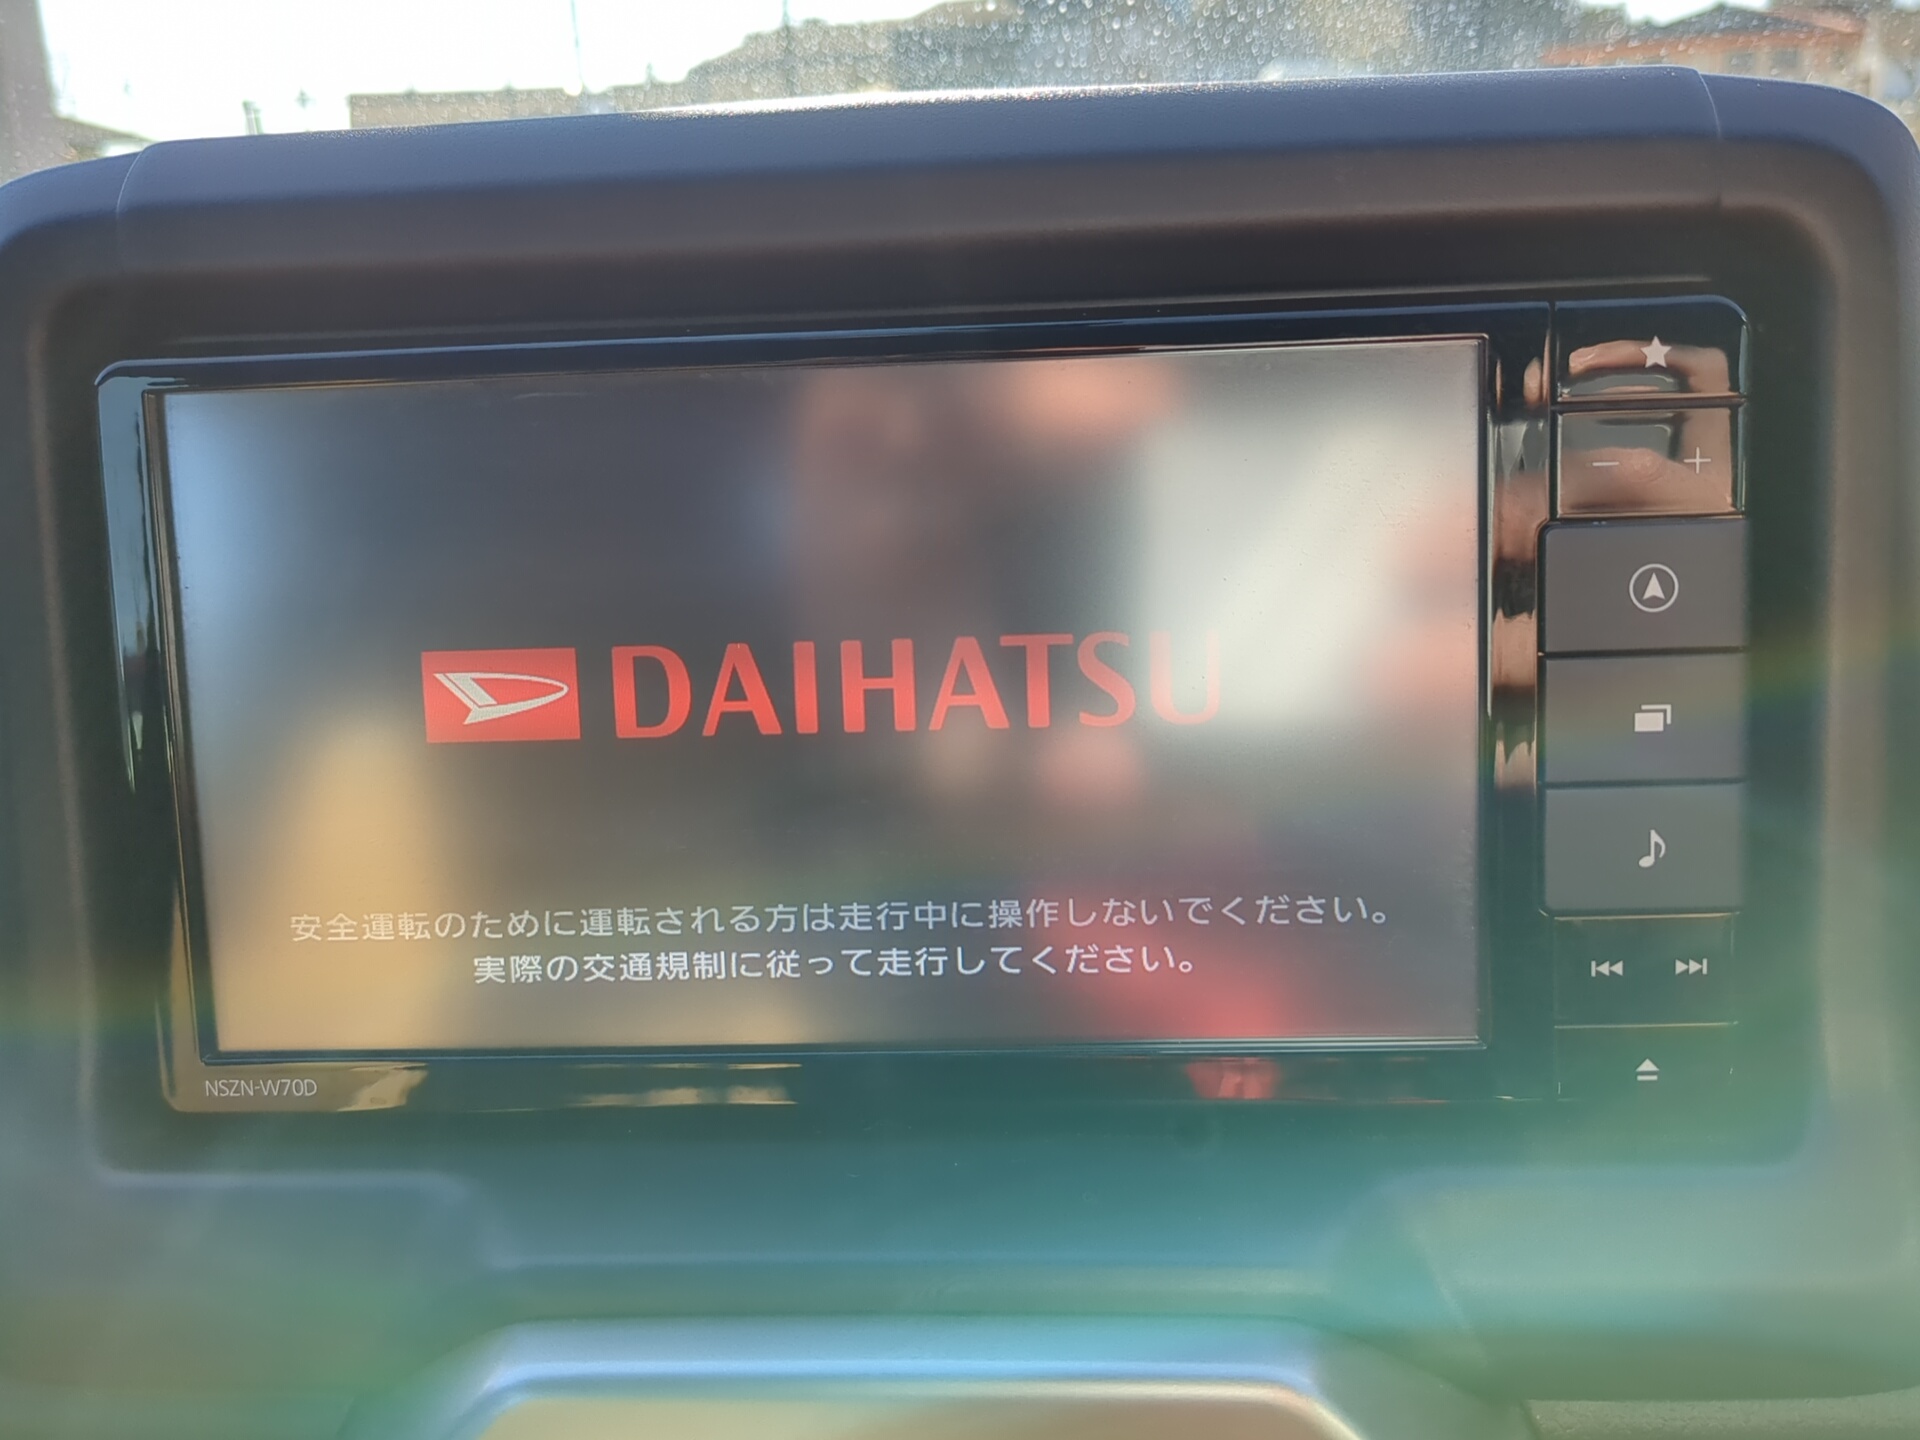 DAIHATSU
安全運転のために運転される方は走行中に操作しないでください。
実際の交通規制に従って走行してください。
NSZN-W70D